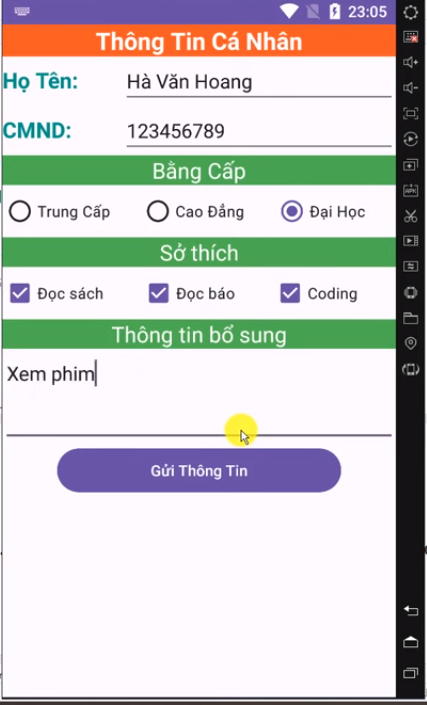 23:05
Thông Tin Cá Nhân
Họ Tên: Hà Văn Hoang
CMND: 123456789
Bằng Cấp
Trung Cấp Cao Đẳng Đại Học
Sở thích
Đọc sách Đọc báo Coding
Thông tin bổ sung
Xem phim
Gửi Thông Tin
APK